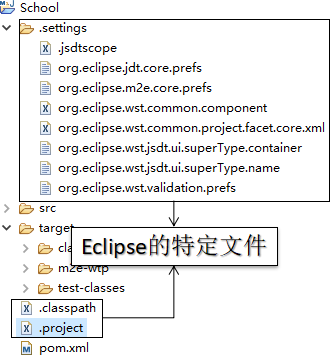 School
.settings
.jsdtscope
org.eclipse.jdt.core.prefs
org.eclipse.m2e.core.prefs
org.eclipse.wst.common.component
org.eclipse.wst.common.project.facet.core.xml
org.eclipse.wst.jsdt.ui.superType.container
org.eclipse.wst.jsdt.ui.superType.name
org.eclipse.wst.validation.prefs
src
target
Eclipse的特定文件
test-classes
.classpath
.project
pom.xml